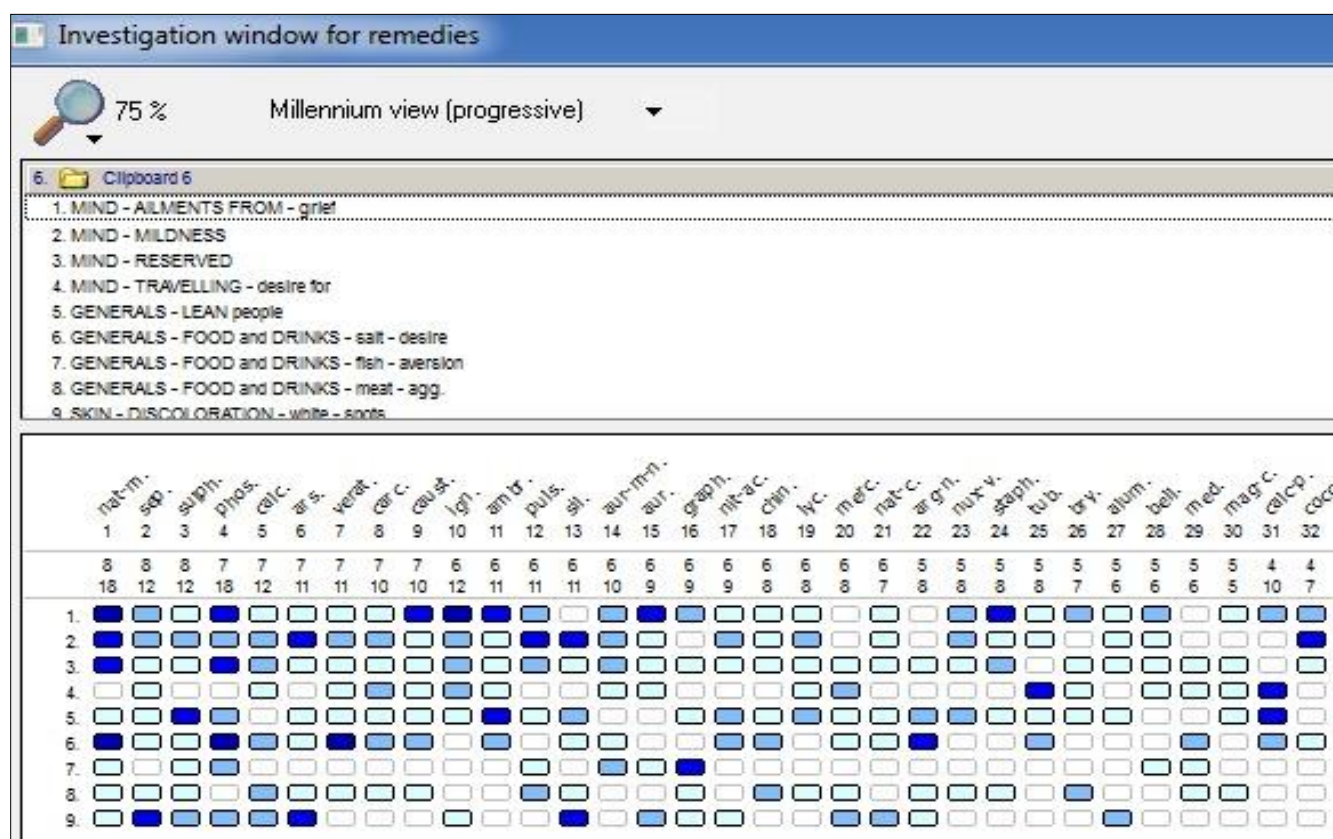 Investigation window for remedies
75 % Millennium view (progressive)
6. Clipboard 6
1. MIND - AILMENTS FROM - grief
2. MIND - MILDNESS
3. MIND - RESERVED
4. MIND - TRAVELLING - desire for
5. GENERALS - LEAN people
6. GENERALS - FOOD and DRINKS - salt - desire
7. GENERALS - FOOD and DRINKS - fish - aversion
8. GENERALS - FOOD and DRINKS - meat - agg.
9. SKIN - DISCOLORATION - white - spots
nat-m. sep. sulph. phos. calc. ars. verat. carc. caust. ign. ambr. puls. sil. aur-m-n. aur. graph. nit-ac. chin. lyc. merc. nat-c. arg-n. nux-v. staph. tub. bry. alum. bell. med. mag-c. calc-p. cocc
1 2 3 4 5 6 7 8 9 10 11 12 13 14 15 16 17 18 19 20 21 22 23 24 25 26 27 28 29 30 31 32
8 8 8 7 7 7 7 7 7 6 6 6 6 6 6 6 6 6 6 6 6 5 5 5 5 5 5 5 5 5 4 4
18 12 12 18 12 11 11 10 10 12 11 11 11 10 9 9 9 8 8 8 7 8 8 8 8 7 6 6 6 5 10 7
1.
2.
3.
4.
5.
6.
7.
8.
9.